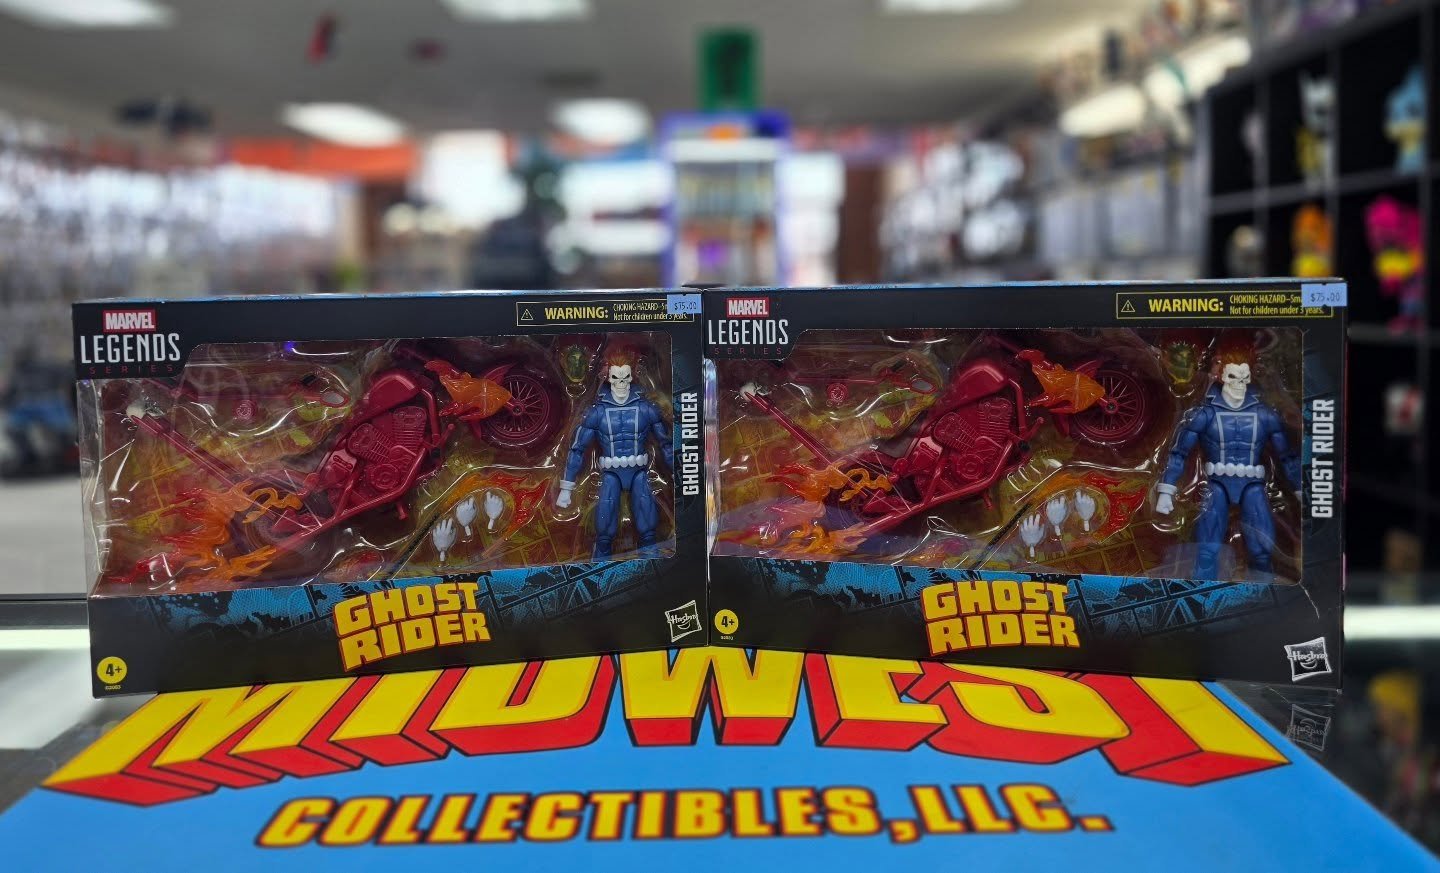 MARVEL
LEGENDS
SERIES
WARNING: CHOKING HAZARD–Sm
Not for children under 3 years.
$75.00
GHOST RIDER
GHOST
RIDER
4+
Hasbro
MARVEL
LEGENDS
SERIES
WARNING: CHOKING HAZARD–Sma
Not for children under 3 years.
$75.00
GHOST RIDER
GHOST
RIDER
4+
Hasbro
MIDWEST
COLLECTIBLES,LLC.